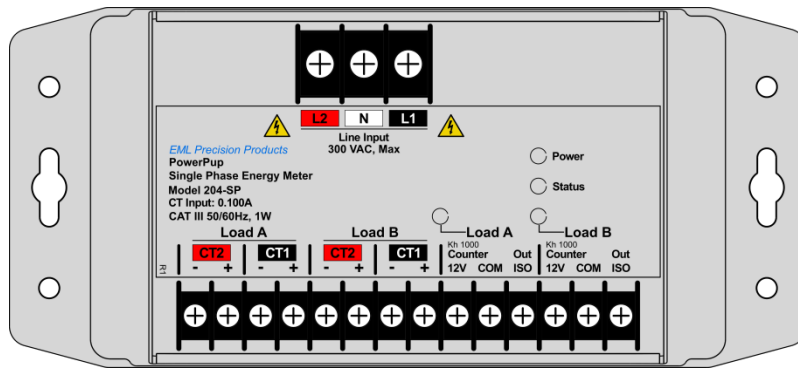 L2 N L1
Line Input
300 VAC, Max
EML Precision Products
PowerPup
Single Phase Energy Meter
Model 204-SP
CT Input: 0.100A
CAT III 50/60Hz, 1W
Power
Status
Load A Load B Load A Load B
CT2 CT1 CT2 CT1
- + - + - + - +
Kh 1000 Kh 1000
Counter Out Counter Out
12V COM ISO 12V COM ISO
R1